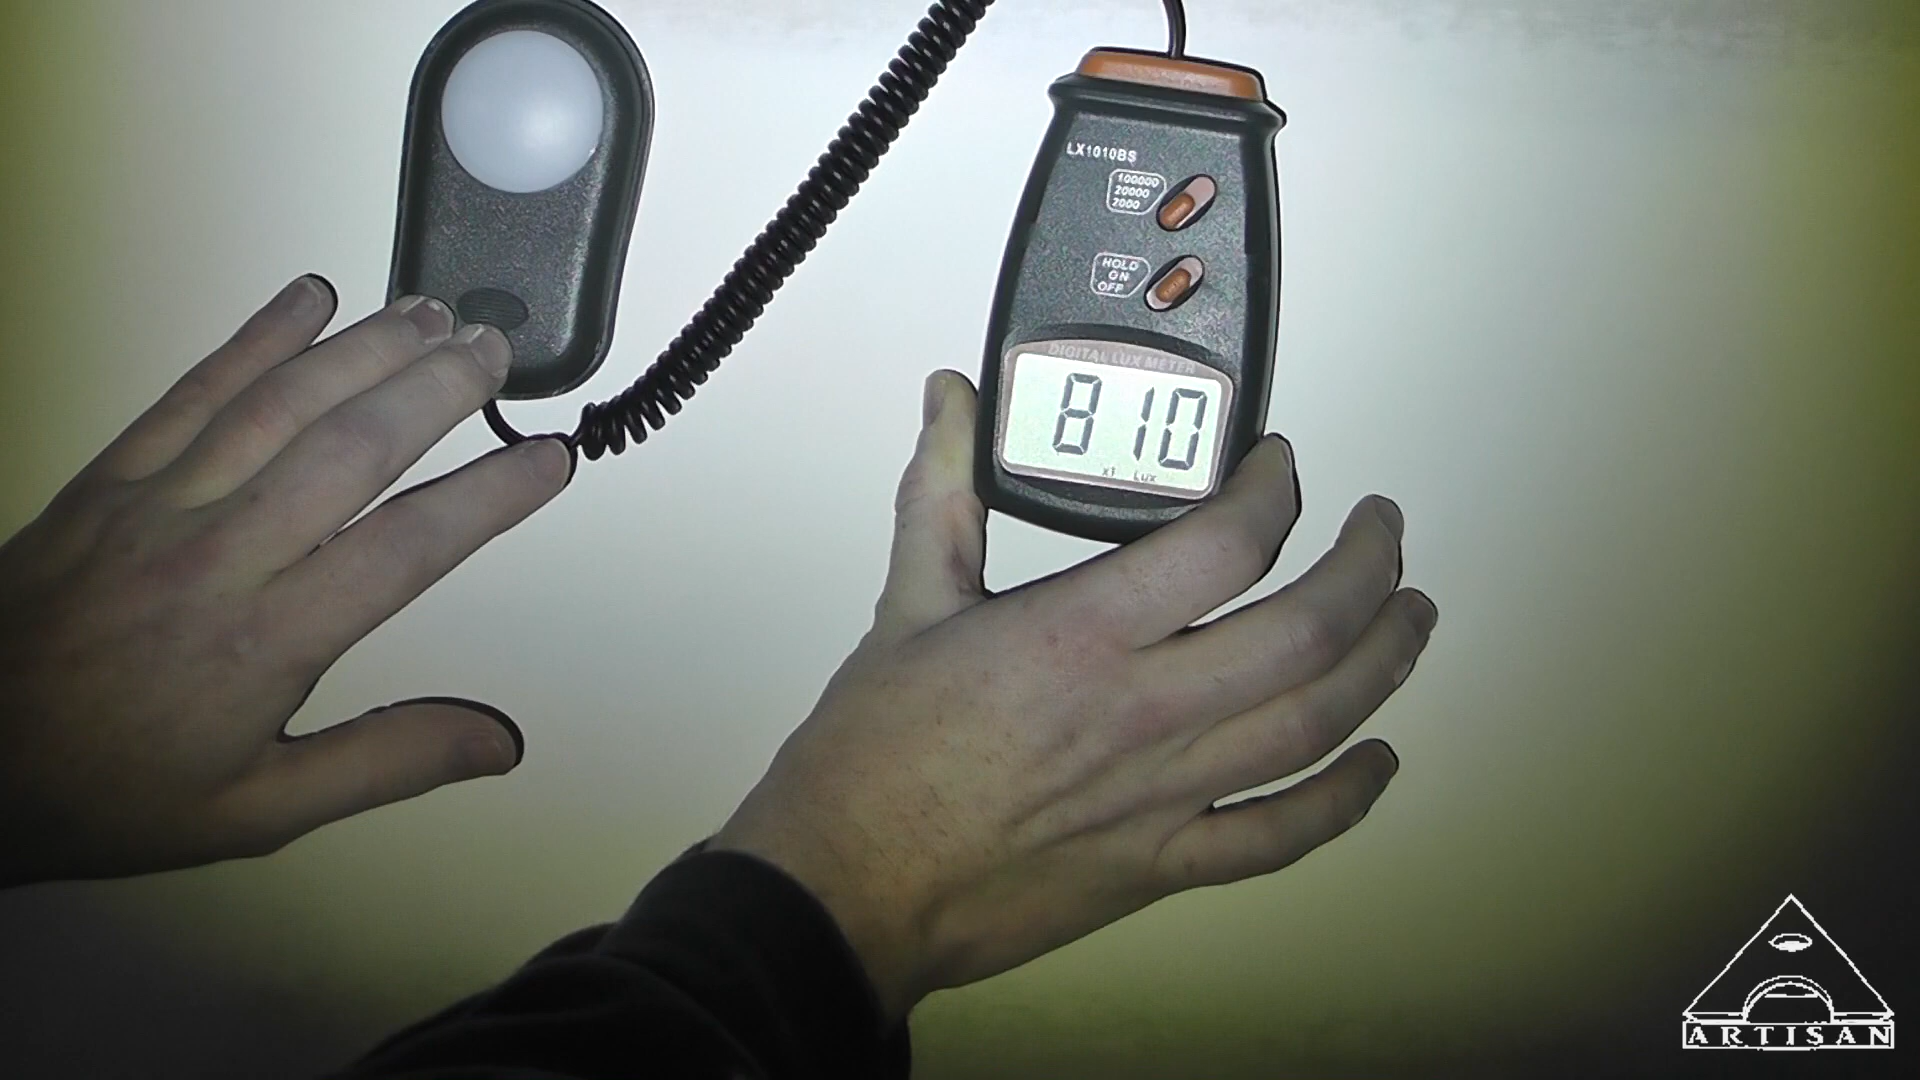 LX1010BS
100000
20000
2000
HOLD
ON
OFF
DIGITAL LUX METER
810
x1 Lux
ARTISAN